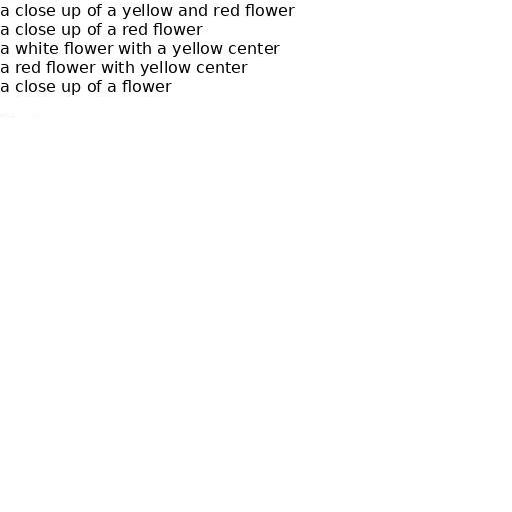 a close up of a yellow and red flower
a close up of a red flower
a white flower with a yellow center
a red flower with yellow center
a close up of a flower